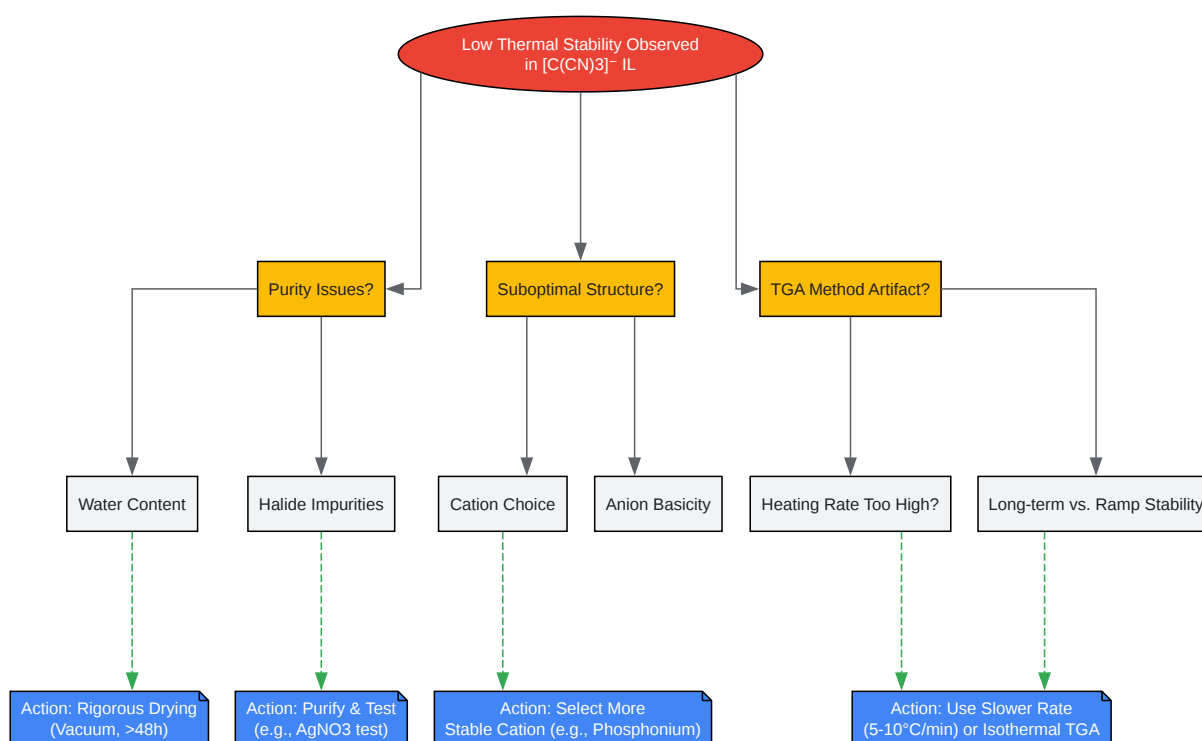 Low Thermal Stability Observed
in [C(CN)3]⁻ IL
Purity Issues?
Suboptimal Structure?
TGA Method Artifact?
Water Content
Halide Impurities
Cation Choice
Anion Basicity
Heating Rate Too High?
Long-term vs. Ramp Stability
Action: Rigorous Drying
(Vacuum, >48h)
Action: Purify & Test
(e.g., AgNO3 test)
Action: Select More
Stable Cation (e.g., Phosphonium)
Action: Use Slower Rate
(5-10°C/min) or Isothermal TGA